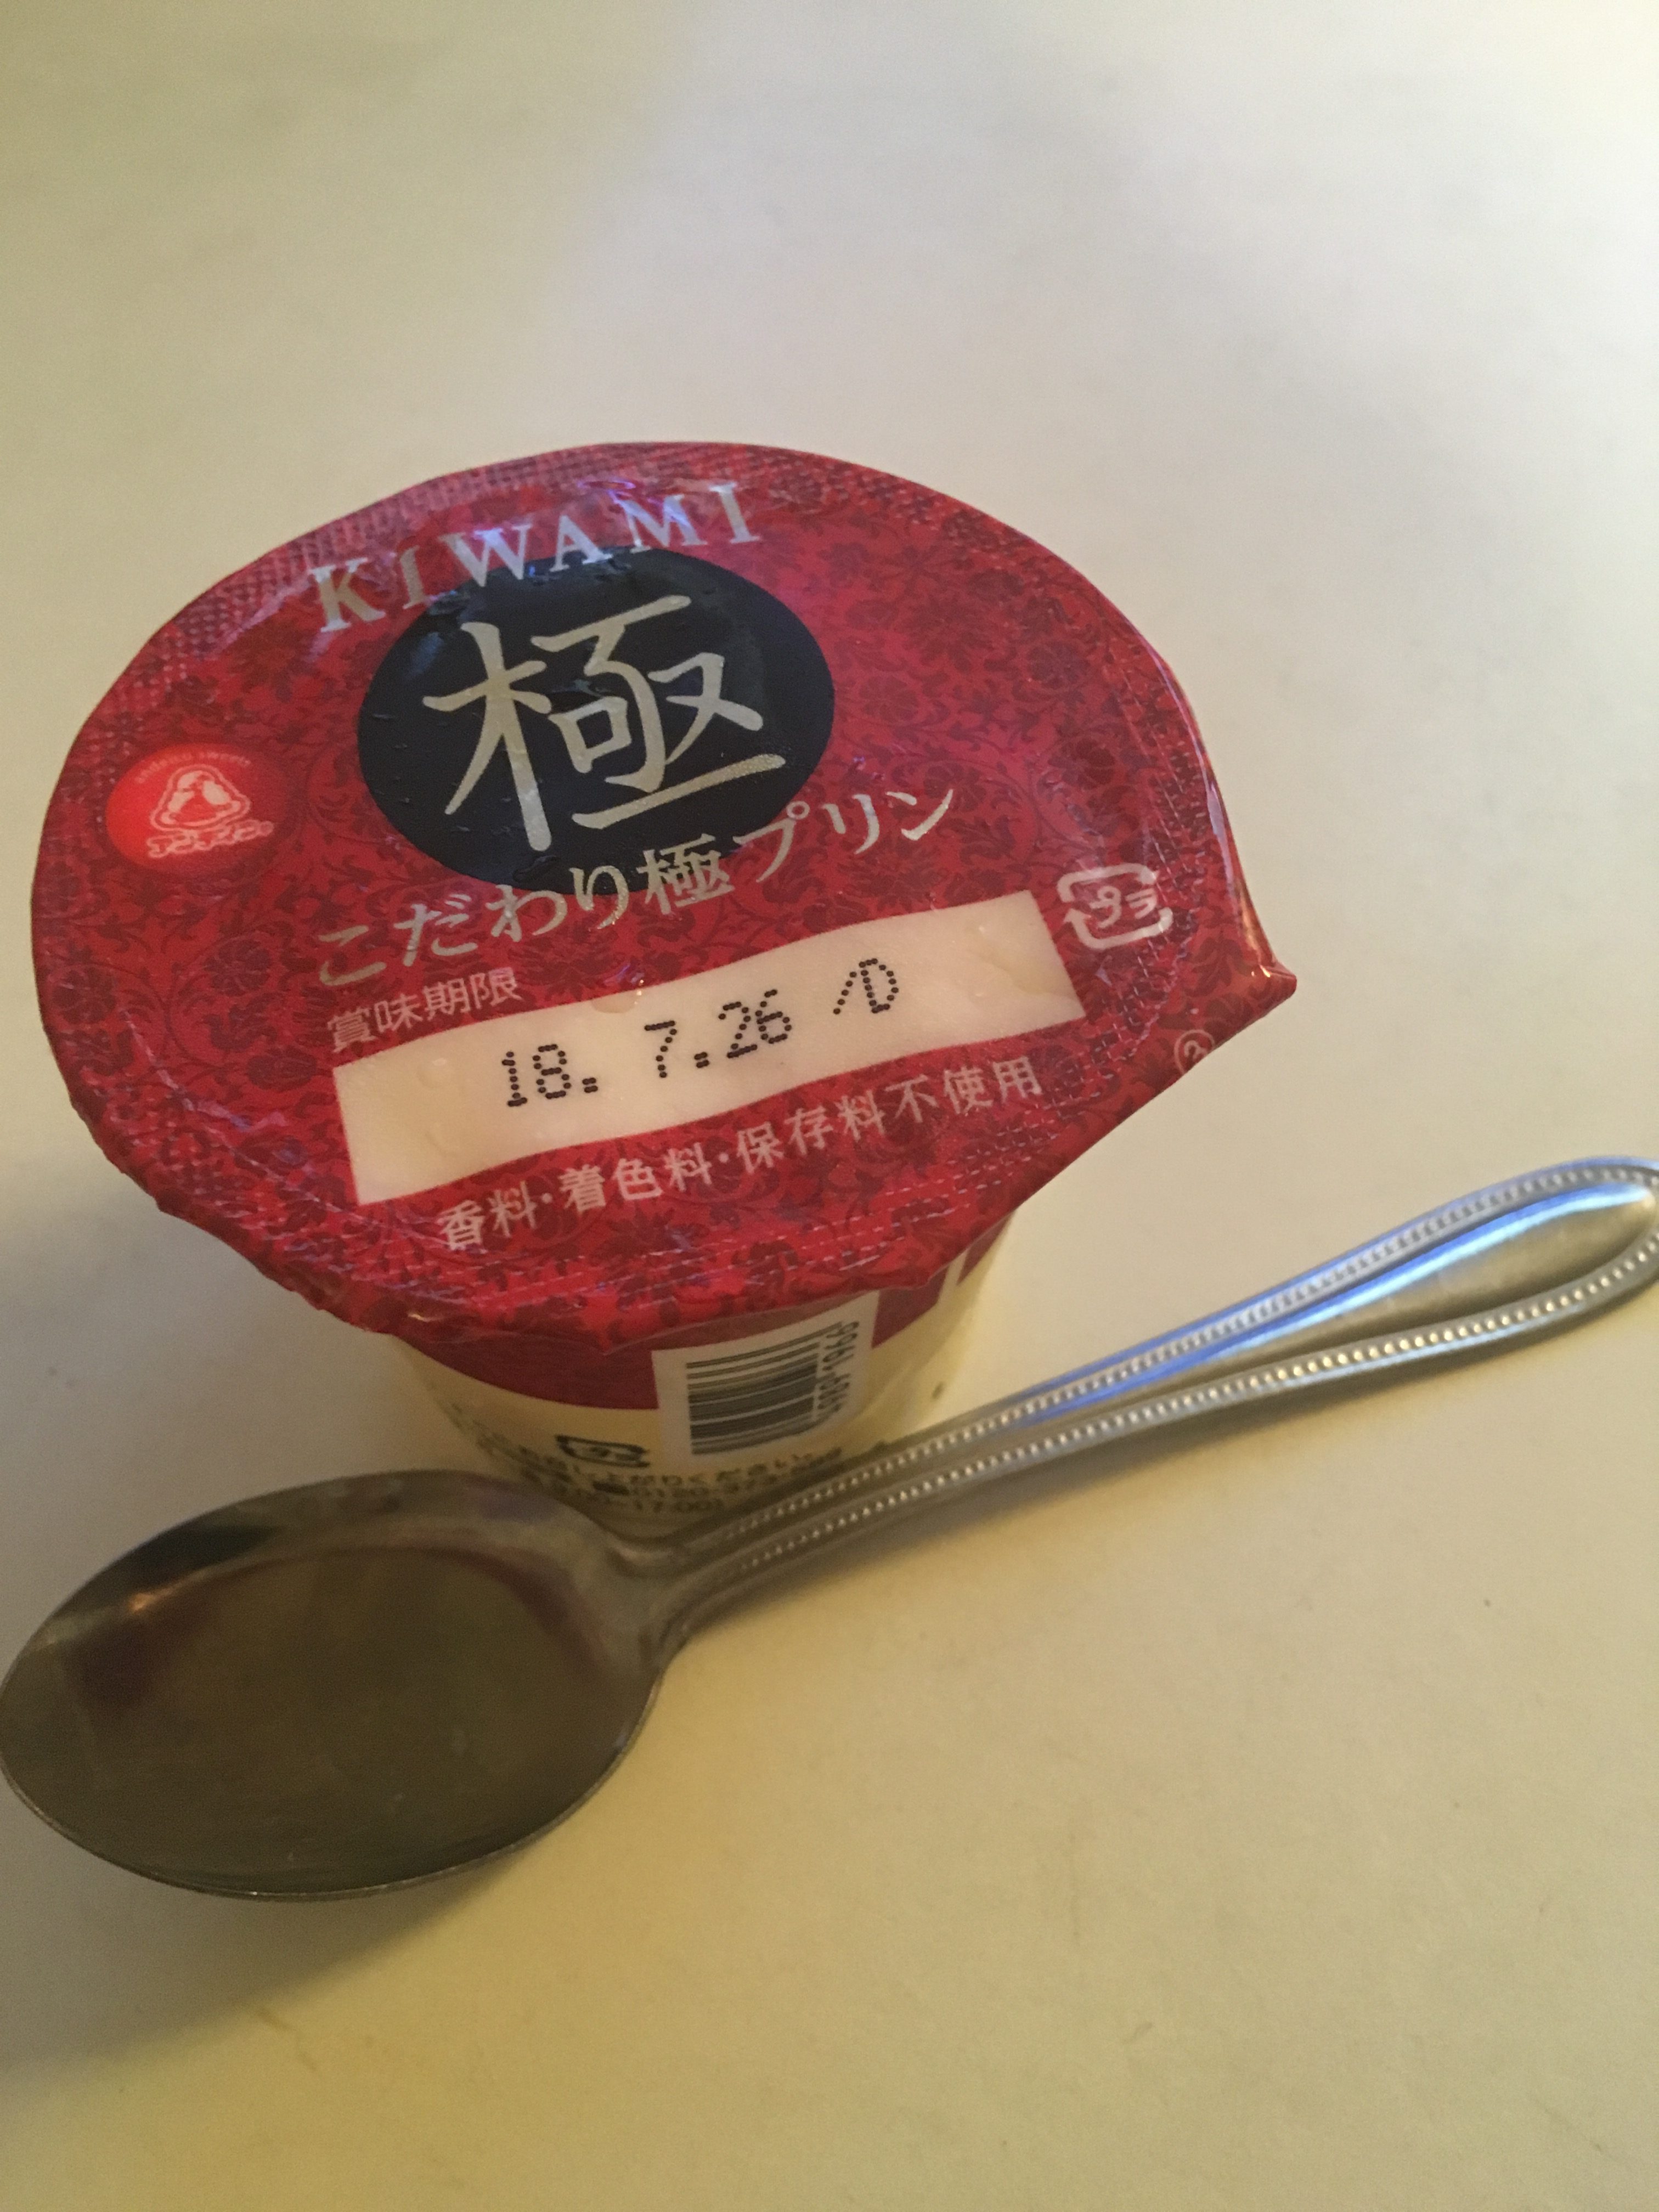 KIWAMI
極
こだわり極プリン
賞味期限
18. 7.26 /D
プラ
香料・着色料・保存料不使用